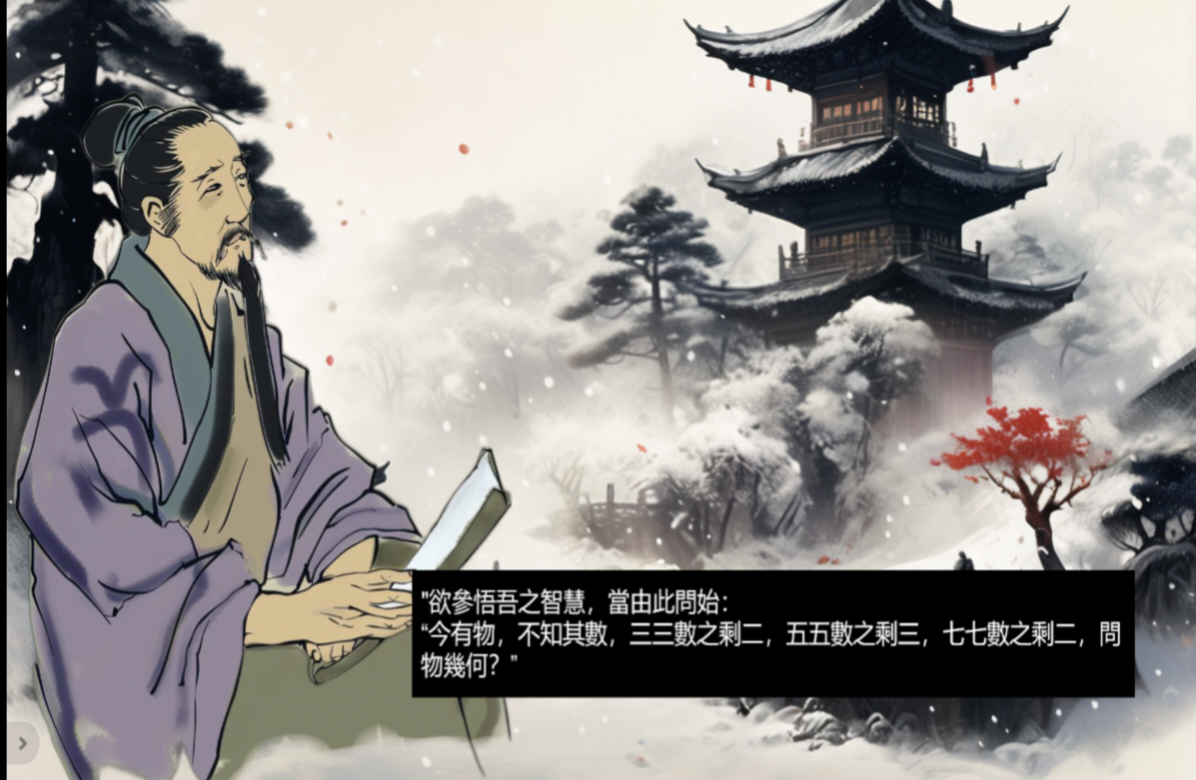 "欲參悟吾之智慧，當由此問始：
“今有物，不知其數，三三數之剩二，五五數之剩三，七七數之剩二，問
物幾何？"